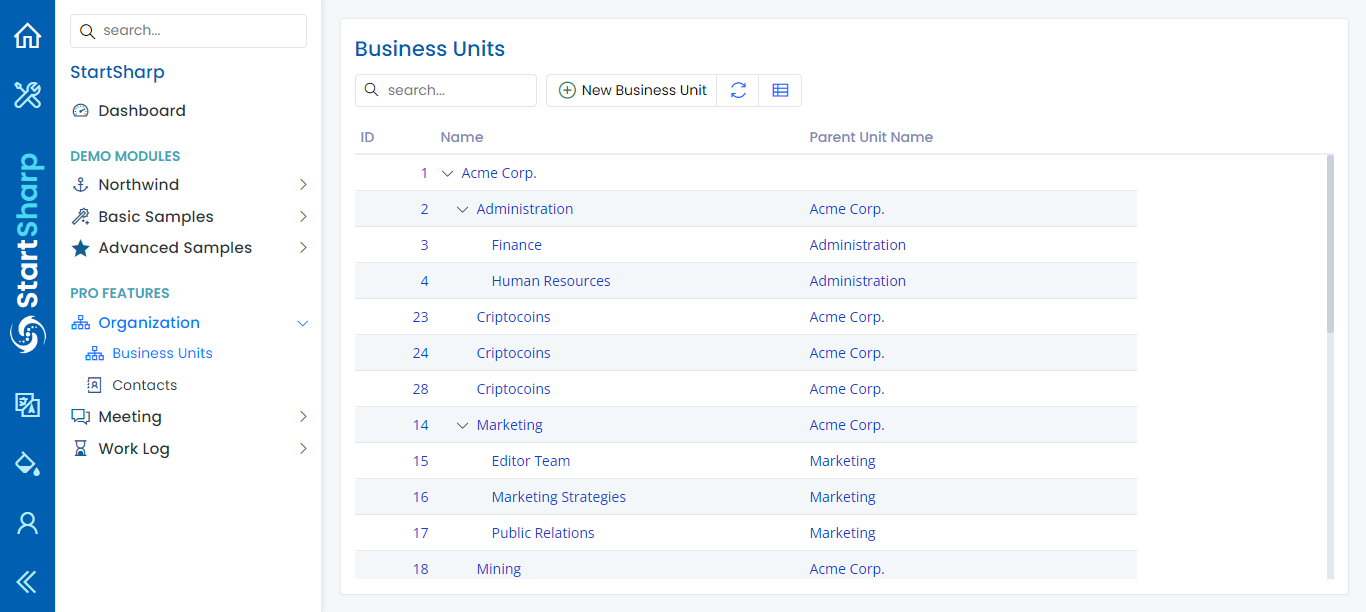 StartSharp
search...
StartSharp
Dashboard
DEMO MODULES
Northwind
Basic Samples
Advanced Samples
PRO FEATURES
Organization
Business Units
Contacts
Meeting
Work Log
Business Units
search... New Business Unit
ID Name Parent Unit Name
1 Acme Corp.
2 Administration Acme Corp.
3 Finance Administration
4 Human Resources Administration
23 Criptocoins Acme Corp.
24 Criptocoins Acme Corp.
28 Criptocoins Acme Corp.
14 Marketing Acme Corp.
15 Editor Team Marketing
16 Marketing Strategies Marketing
17 Public Relations Marketing
18 Mining Acme Corp.